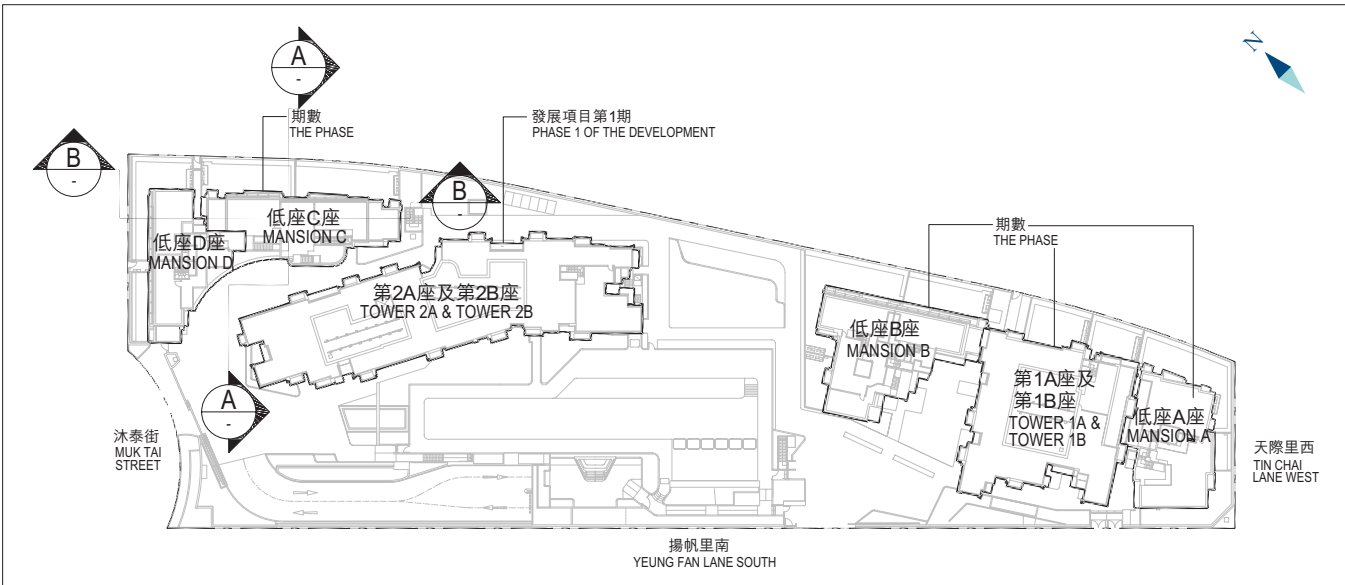 N
A
-
期數
THE PHASE
發展項目第1期
PHASE 1 OF THE DEVELOPMENT
B
-
B
-
低座C座
MANSION C
低座D座
MANSION D
期數
THE PHASE
第2A座及第2B座
TOWER 2A & TOWER 2B
低座B座
MANSION B
第1A座及
第1B座
TOWER 1A &
TOWER 1B
低座A座
MANSION A
A
-
沐泰街
MUK TAI
STREET
天際里西
TIN CHAI
LANE WEST
揚帆里南
YEUNG FAN LANE SOUTH